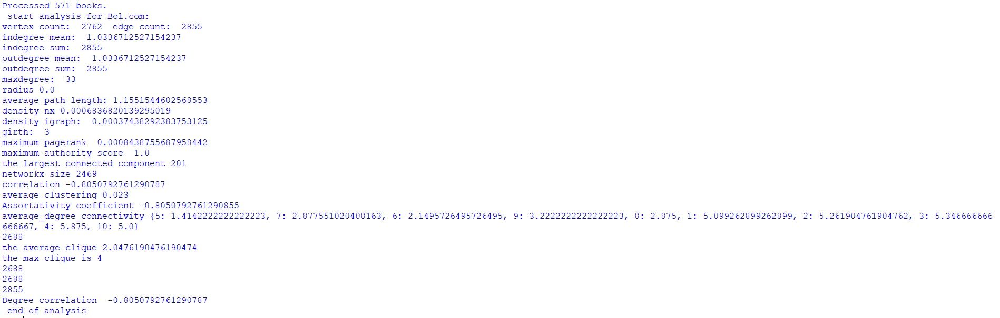 Processed 571 books.
 start analysis for Bol.com:
vertex count:  2762  edge count:  2855
indegree mean:  1.0336712527154237
indegree sum:  2855
outdegree mean:  1.0336712527154237
outdegree sum:  2855
maxdegree:  33
radius 0.0
average path length: 1.1551544602568553
density nx 0.0006836820139295019
density igraph:  0.00037438292383753125
girth:  3
maximum pagerank  0.0008438755687958442
maximum authority score  1.0
the largest connected component 201
networkx size 2469
correlation -0.8050792761290787
average clustering 0.023
Assortativity coefficient -0.8050792761290855
average_degree_connectivity {5: 1.4142222222222223, 7: 2.877551020408163, 6: 2.1495726495726495, 9: 3.2222222222222223, 8: 2.875, 1: 5.099262899262899, 2: 5.261904761904762, 3: 5.346666666
666667, 4: 5.875, 10: 5.0}
2688
the average clique 2.0476190476190474
the max clique is 4
2688
2688
2855
Degree correlation  -0.8050792761290787
 end of analysis